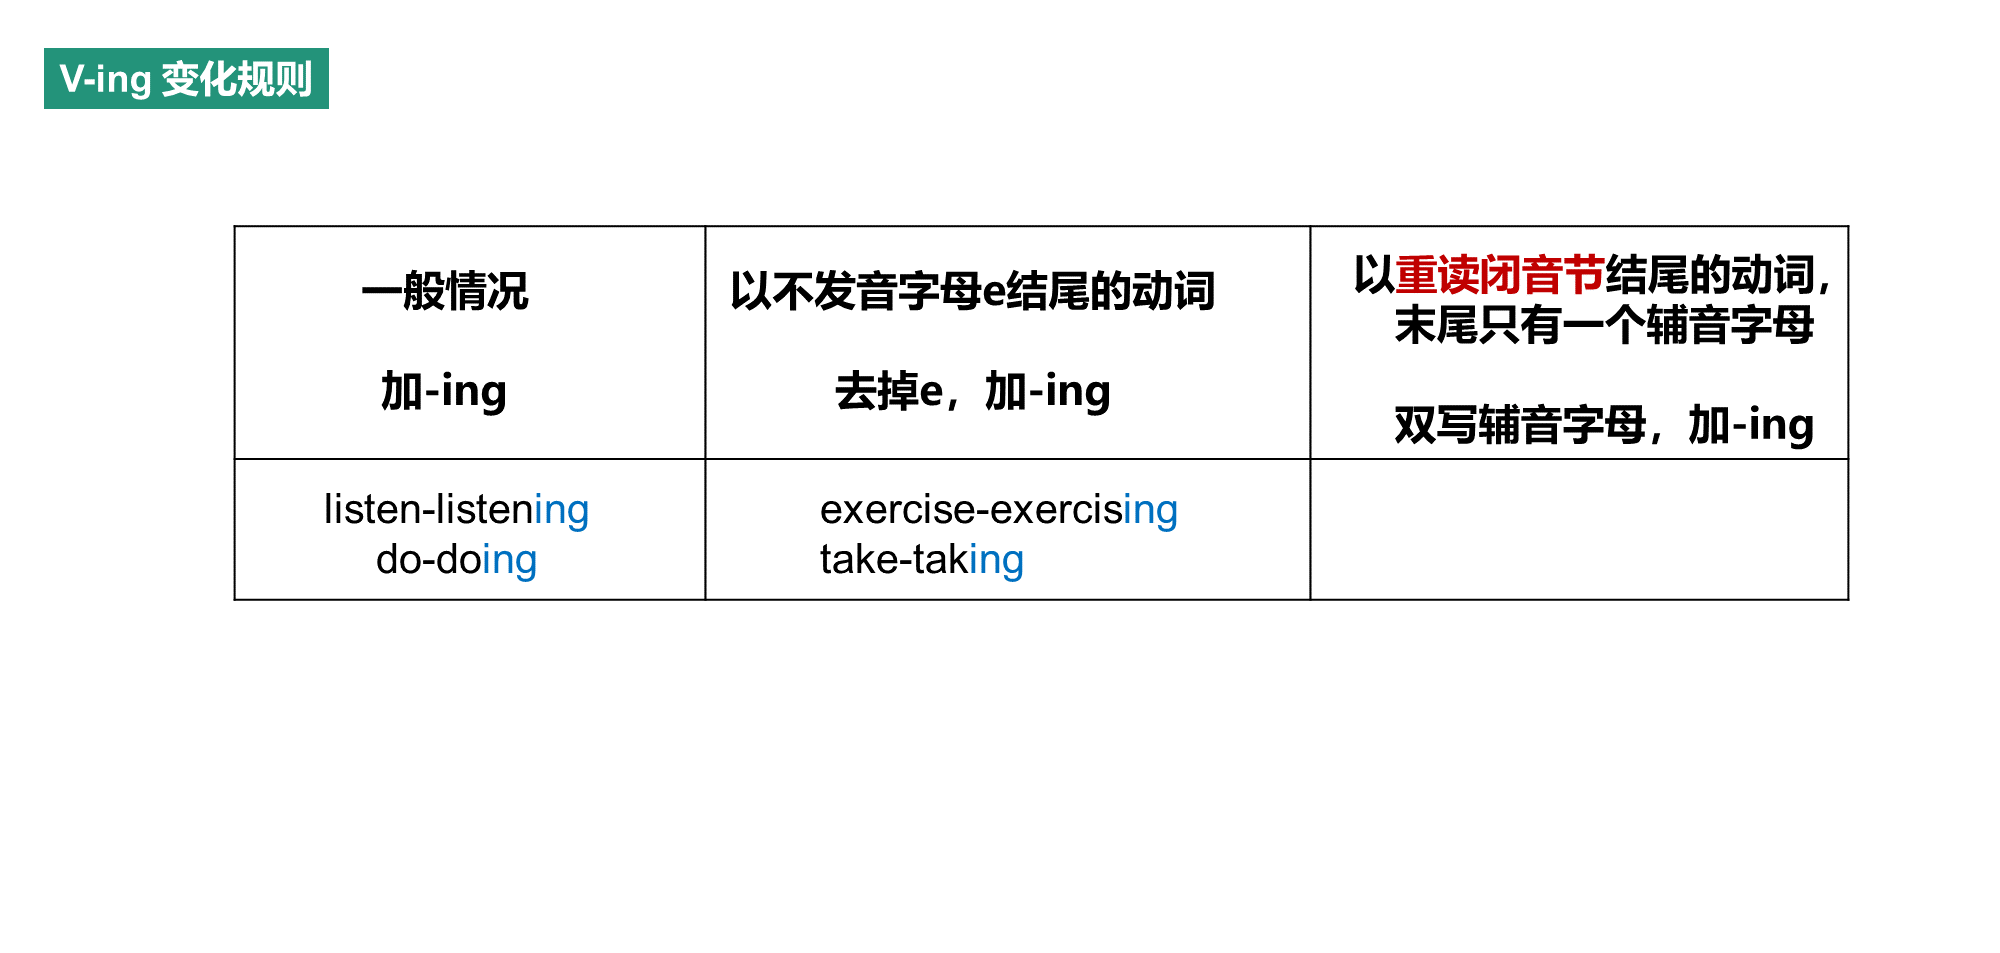 V-ing 变化规则
一般情况
加-ing
以不发音字母e结尾的动词
去掉e，加-ing
以重读闭音节结尾的动词，
末尾只有一个辅音字母
双写辅音字母，加-ing
listen-listening
do-doing
exercise-exercising
take-taking